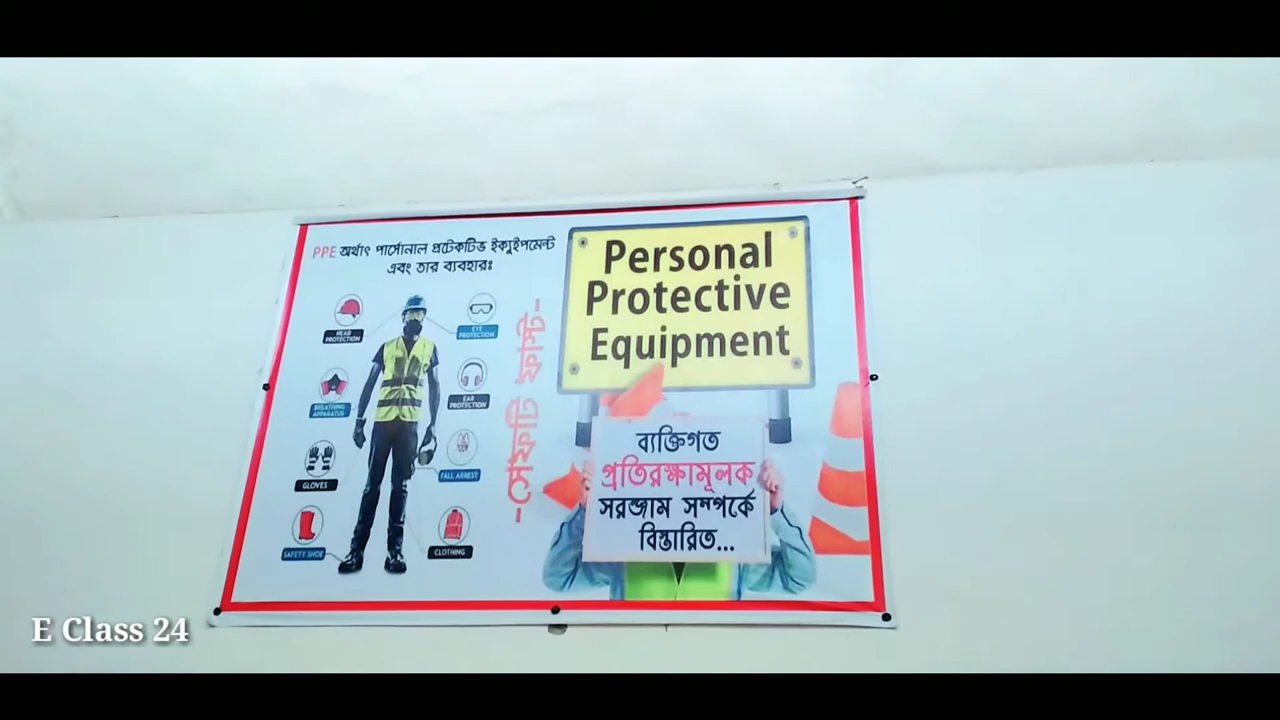 PPE অর্থাৎ পার্সোনাল প্রটেকটিভ ইক্যুইপমেন্ট
এবং তার ব্যবহারঃ
HEAD
PROTECTION
EYE
PROTECTION
BREATHING
APPARATUS
EAR
PROTECTION
GLOVES
FALL ARREST
SAFETY SHOE
CLOTHING
-সেফটি ফাস্ট-
Personal
Protective
Equipment
ব্যক্তিগত
প্রতিরক্ষামূলক
সরন্জাম সম্পর্কে
বিস্তারিত...
E Class 24